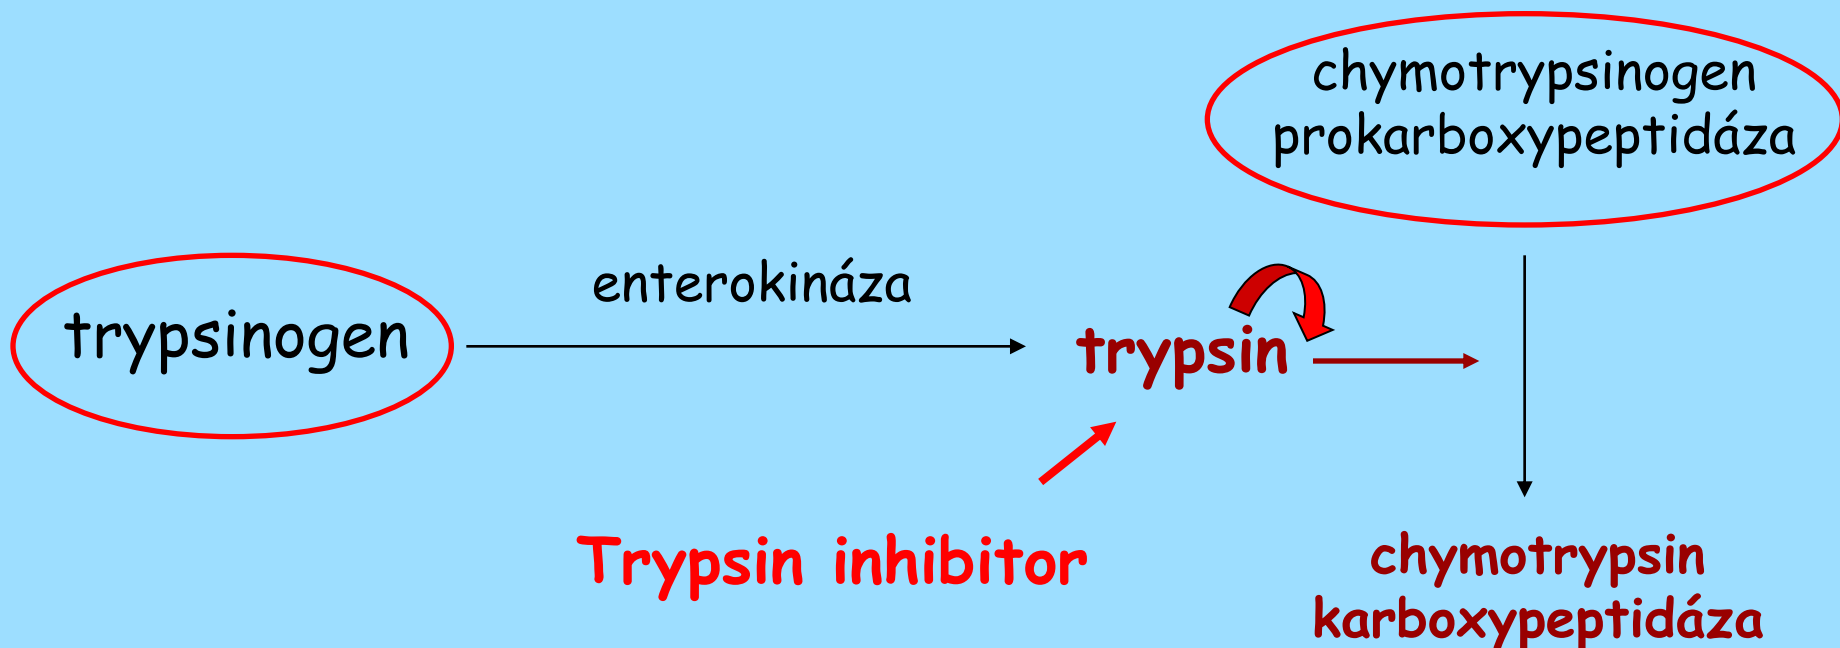 chymotrypsinogen
prokarboxypeptidáza
enterokináza
trypsinogen
trypsin
Trypsin inhibitor
chymotrypsin
karboxypeptidáza